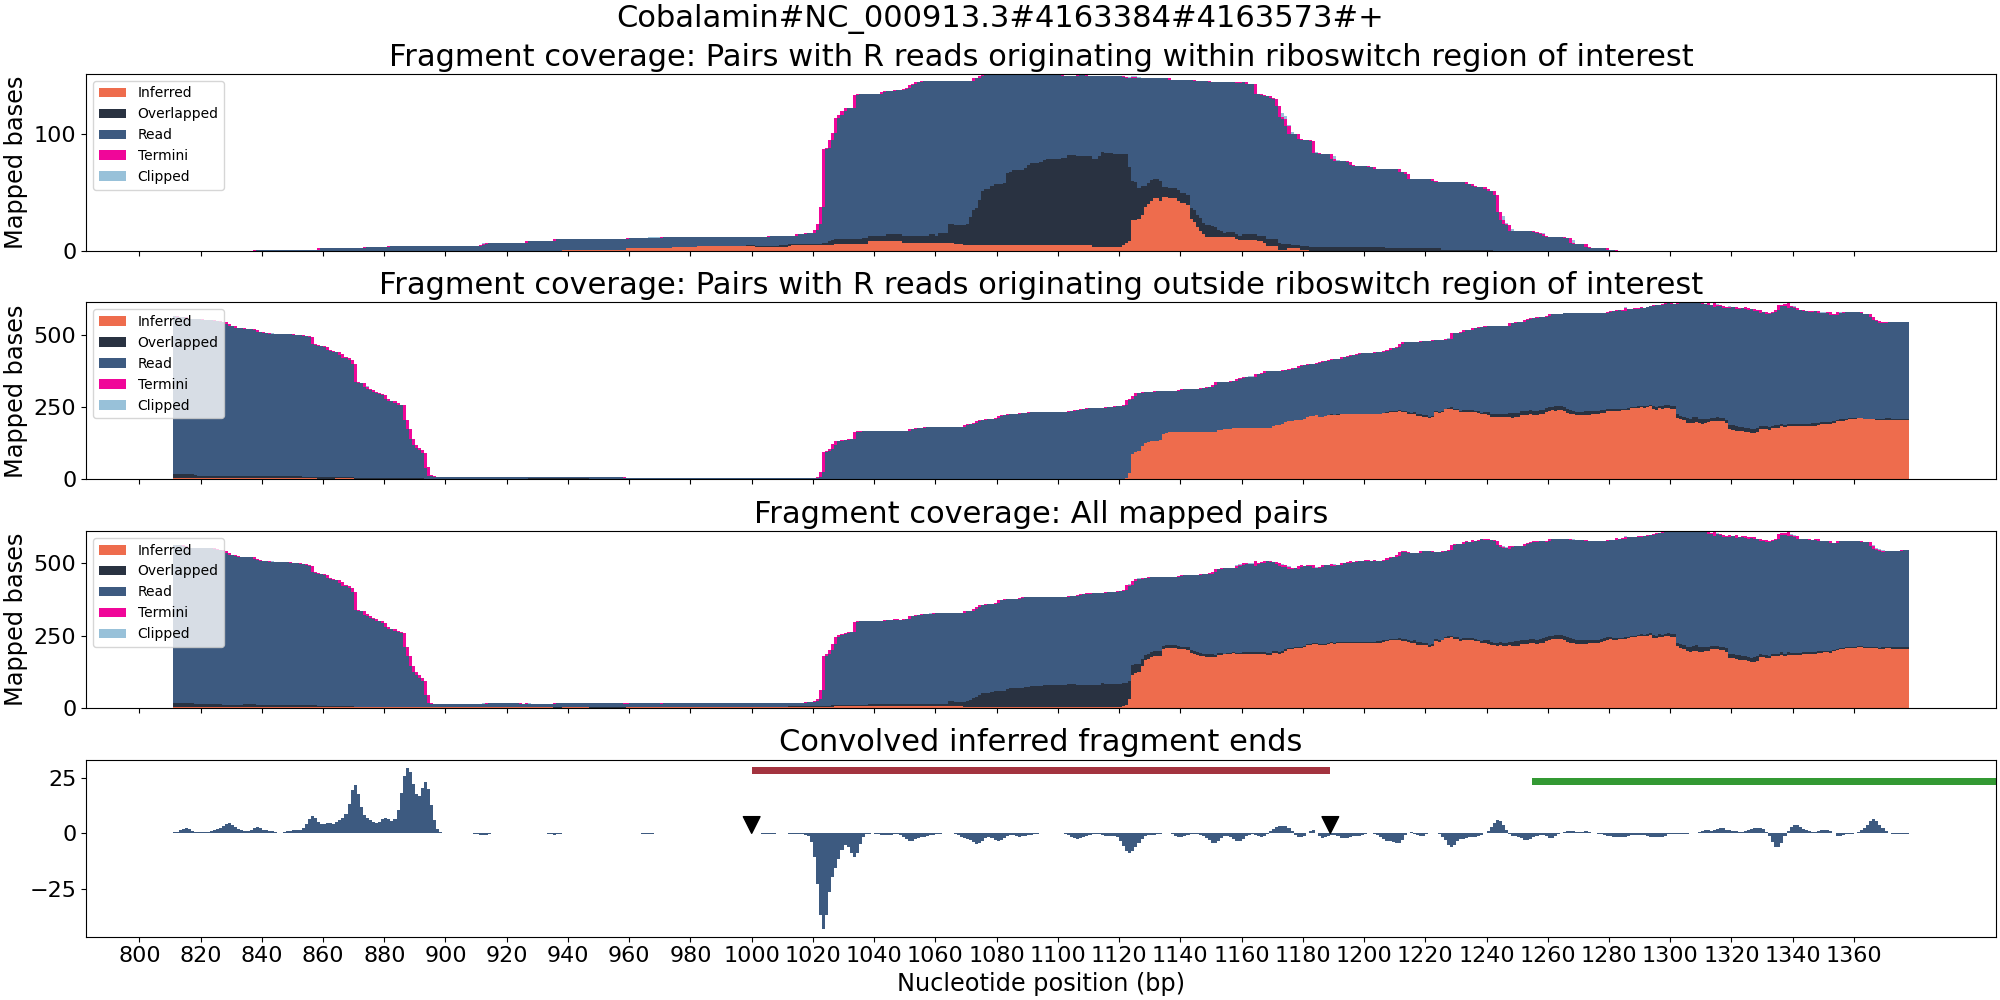 Cobalamin#NC_000913.3#4163384#4163573#+
Fragment coverage: Pairs with R reads originating within riboswitch region of interest
Mapped bases
100
0
Inferred
Overlapped
Read
Termini
Clipped
Fragment coverage: Pairs with R reads originating outside riboswitch region of interest
Mapped bases
500
250
0
Inferred
Overlapped
Read
Termini
Clipped
Fragment coverage: All mapped pairs
Mapped bases
500
250
0
Inferred
Overlapped
Read
Termini
Clipped
Convolved inferred fragment ends
25
0
−25
800 820 840 860 880 900 920 940 960 980 1000 1020 1040 1060 1080 1100 1120 1140 1160 1180 1200 1220 1240 1260 1280 1300 1320 1340 1360
Nucleotide position (bp)